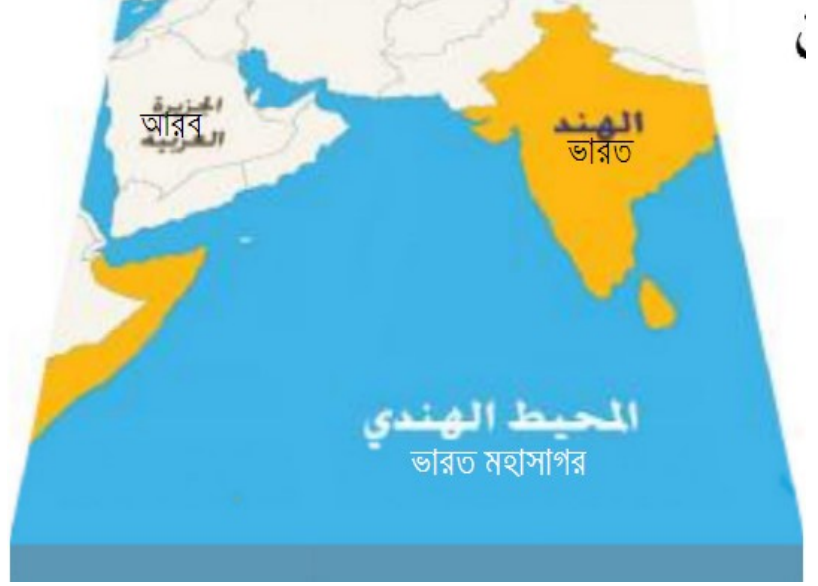 الجزيرة
আরব
العربية
الهند
ভারত
المحيط الهندي
ভারত মহাসাগর